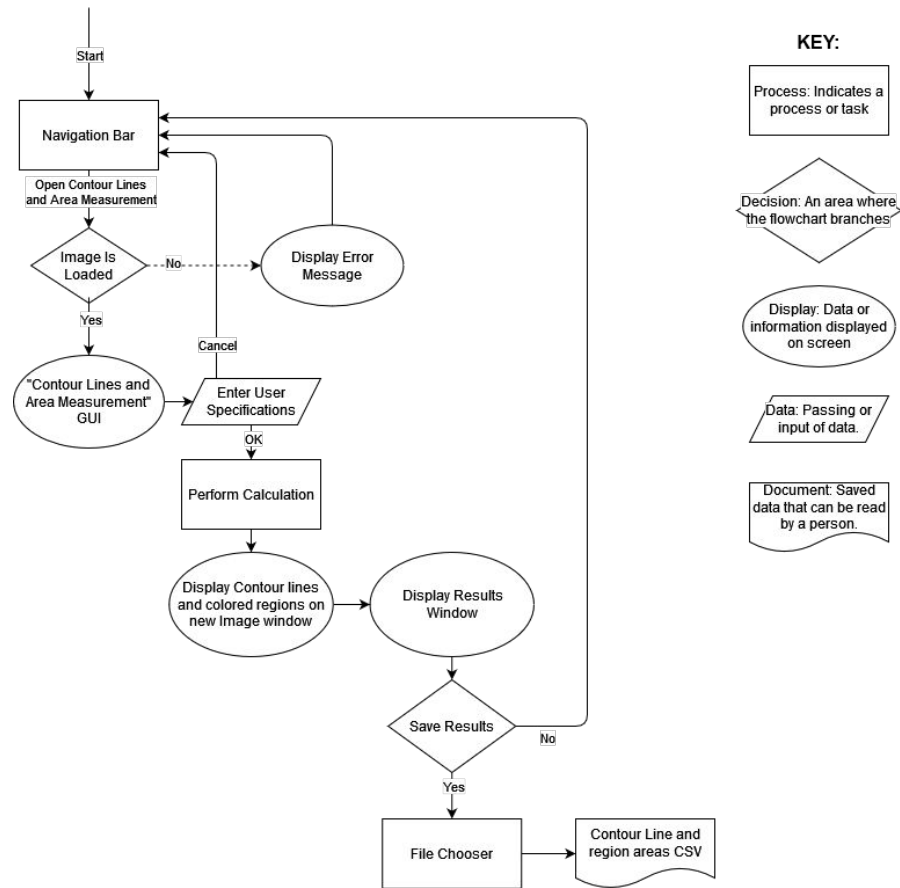 Start
Navigation Bar
Open Contour Lines
and Area Measurement
Image Is
Loaded
No
Display Error
Message
Yes
Cancel
"Contour Lines and
Area Measurement"
GUI
Enter User
Specifications
OK
Perform Calculation
Display Contour lines
and colored regions on
new Image window
Display Results
Window
Save Results
No
Yes
File Chooser
Contour Line and
region areas CSV
KEY:
Process: Indicates a
process or task
Decision: An area where
the flowchart branches
Display: Data or
information displayed
on screen
Data: Passing or
input of data.
Document: Saved
data that can be read
by a person.